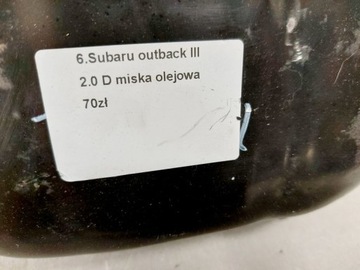 6.Subaru outback III
2.0 D miska olejowa
70zł